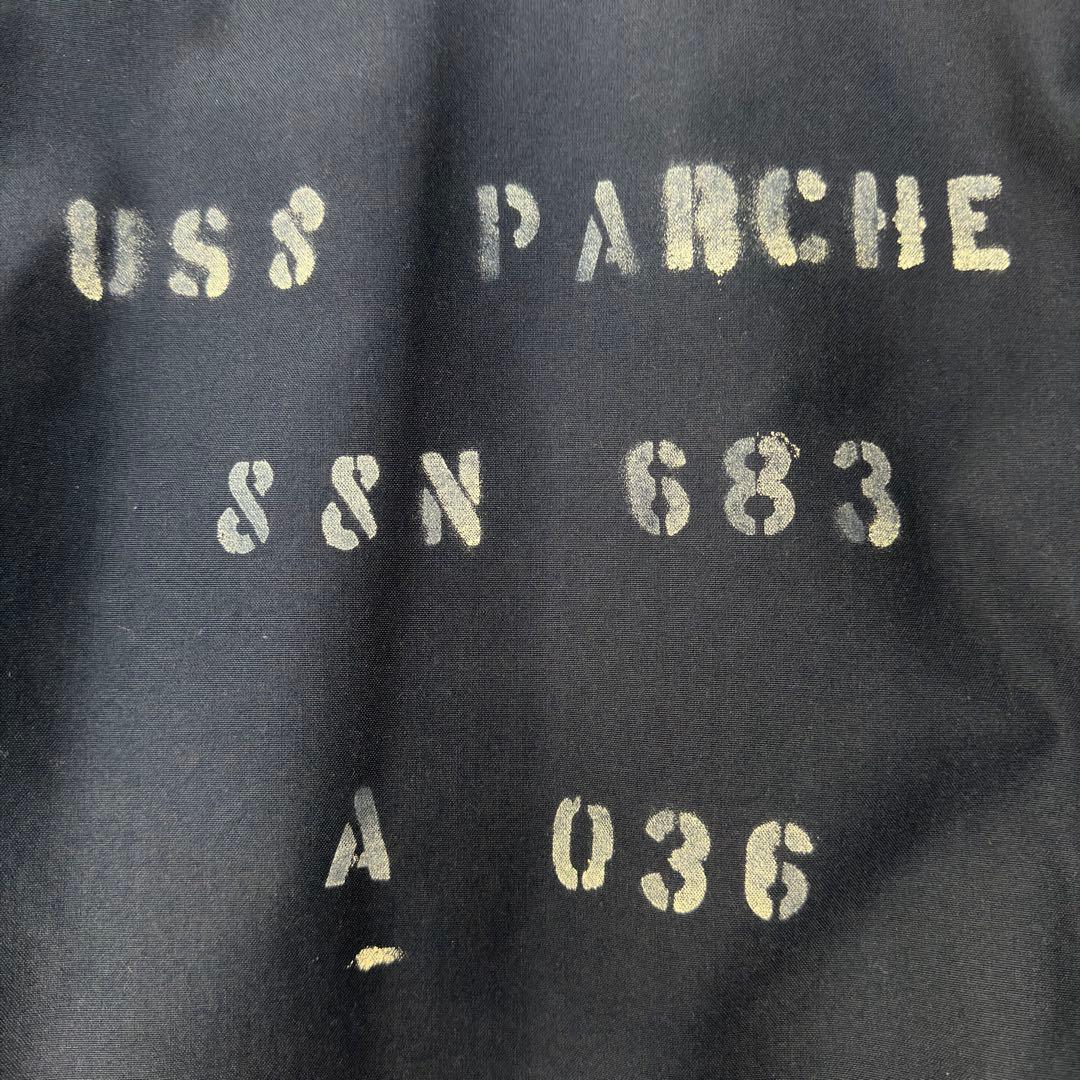 USS PARCHE
SSN 683
A 036